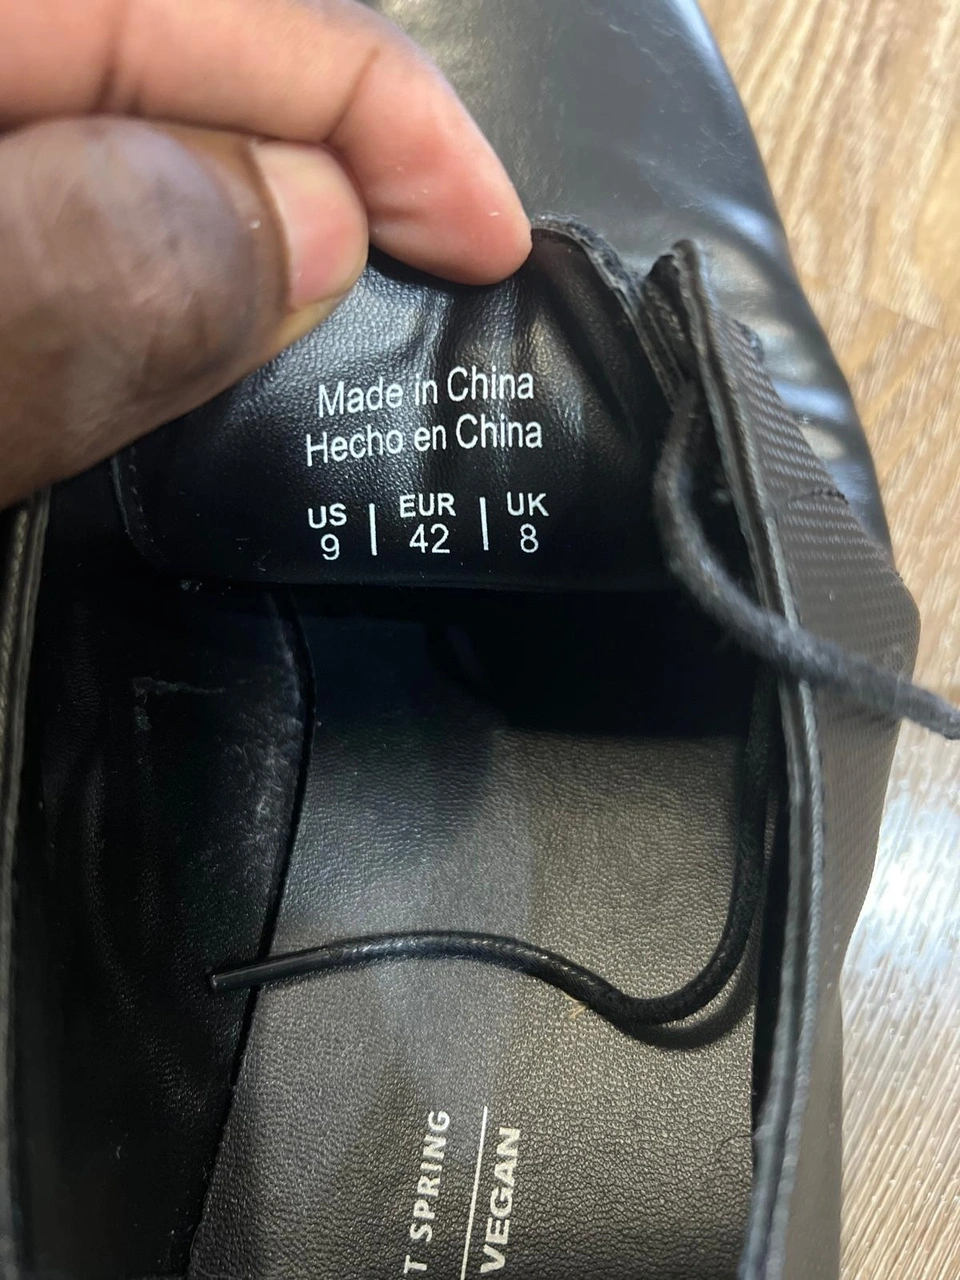 Made in China
Hecho en China
US | EUR | UK
9 | 42 | 8
T SPRING
VEGAN